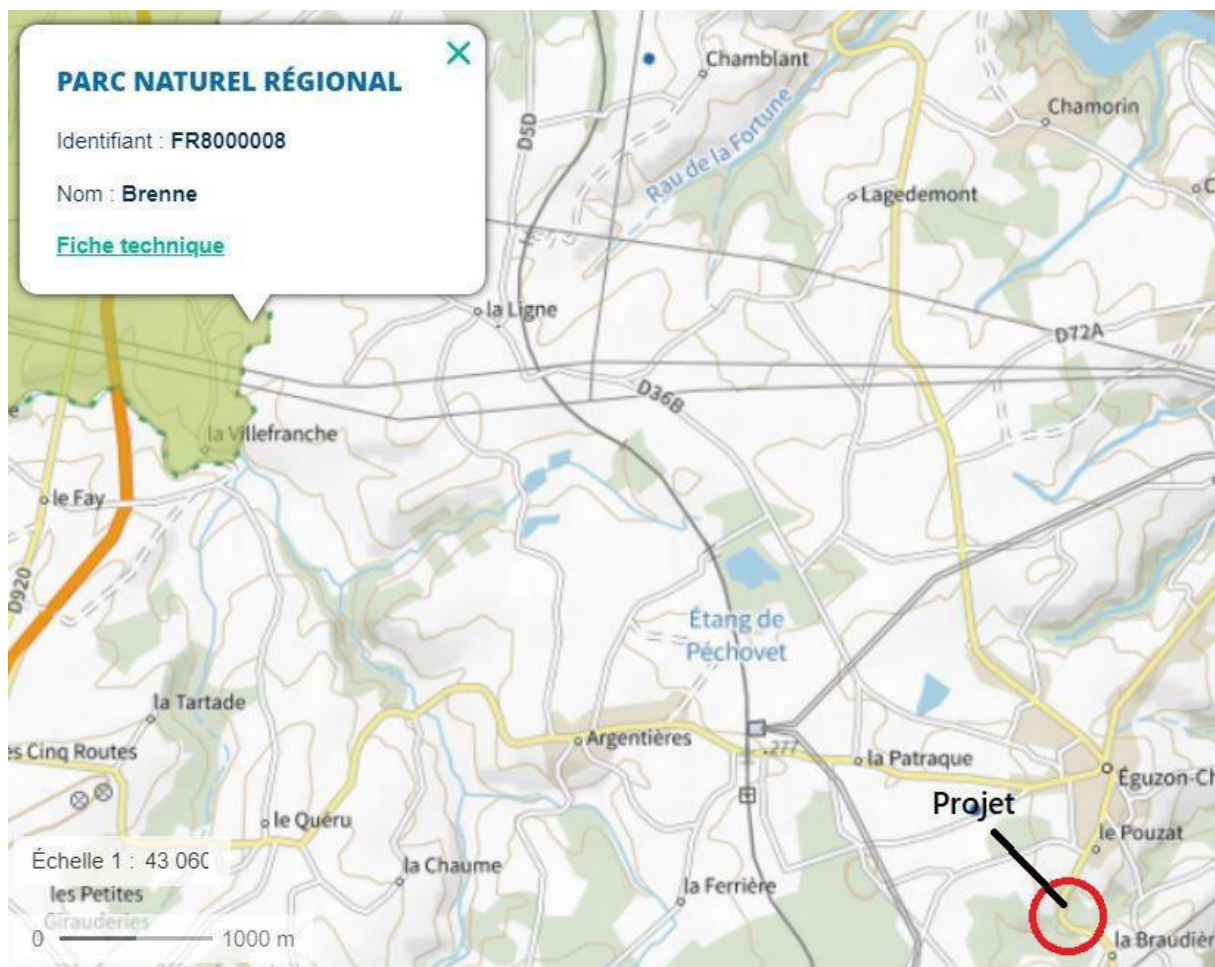 PARC NATUREL RÉGIONAL
Identifiant : FR8000008
Nom : Brenne
Fiche technique
Chamblant
D5D
Rau de la Fortune
Chamorin
Lagedemont
la Ligne
D72A
D36B
la Villefranche
le Fay
D920
Étang de
Péchovet
la Tartade
Argentières
.277
la Patraque
es Cinq Routes
Éguzon-Ch
Projet
le Quéru
le Pouzat
Échelle 1 : 43 060
la Chaume
les Petites
Girauderies
la Ferrière
0
1000 m
la Braudièr